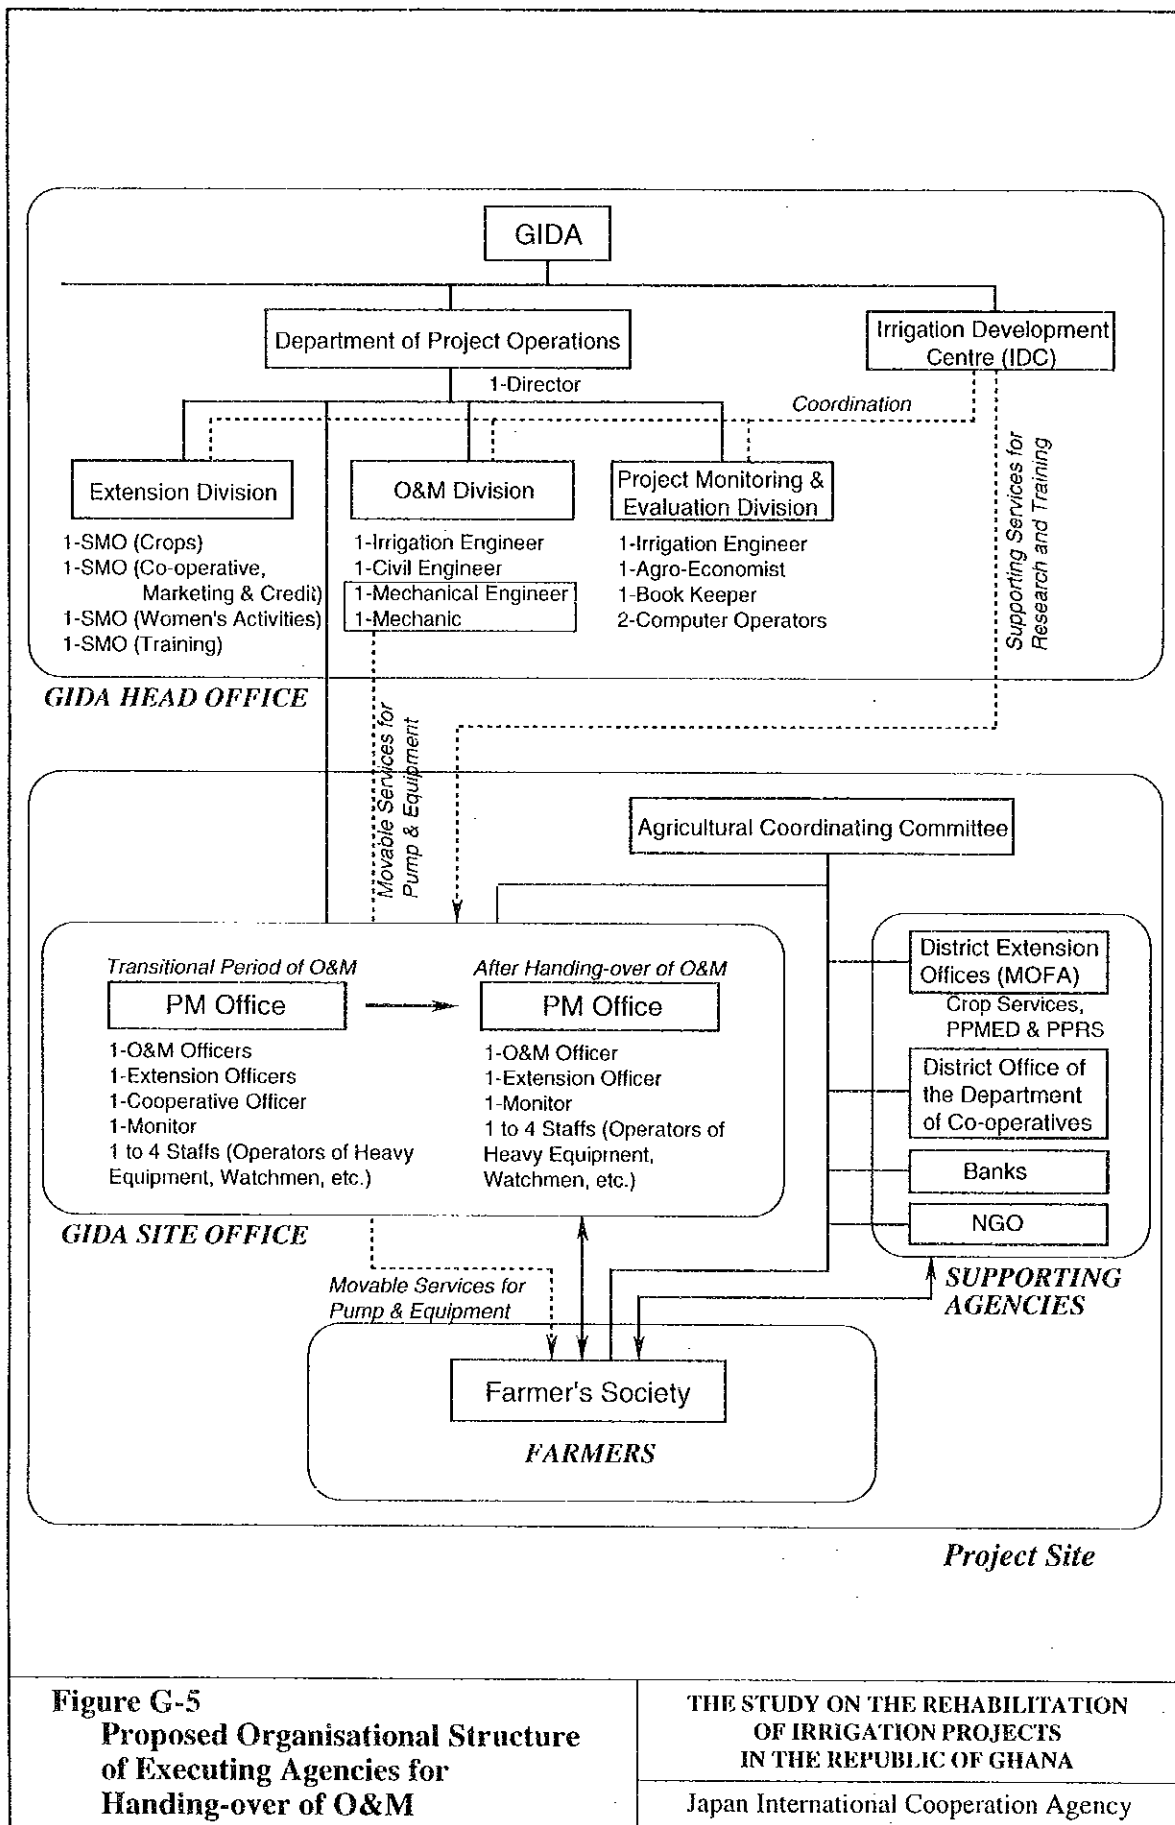 GIDA
Department of Project Operations
Irrigation Development
Centre (IDC)
1-Director
Coordination
Supporting Services for
Research and Training
Extension Division
1-SMO (Crops)
1-SMO (Co-operative,
Marketing & Credit)
1-SMO (Women's Activities)
1-SMO (Training)
O&M Division
1-Irrigation Engineer
1-Civil Engineer
1-Mechanical Engineer
1-Mechanic
Project Monitoring &
Evaluation Division
1-Irrigation Engineer
1-Agro-Economist
1-Book Keeper
2-Computer Operators
GIDA HEAD OFFICE
Movable Services for
Pump & Equipment
Agricultural Coordinating Committee
Transitional Period of O&M
PM Office
1-O&M Officers
1-Extension Officers
1-Cooperative Officer
1-Monitor
1 to 4 Staffs (Operators of Heavy
Equipment, Watchmen, etc.)
After Handing-over of O&M
PM Office
1-O&M Officer
1-Extension Officer
1-Monitor
1 to 4 Staffs (Operators of
Heavy Equipment,
Watchmen, etc.)
GIDA SITE OFFICE
District Extension
Offices (MOFA)
Crop Services,
PPMED & PPRS
District Office of
the Department
of Co-operatives
Banks
NGO
SUPPORTING
AGENCIES
Movable Services for
Pump & Equipment
Farmer's Society
FARMERS
Project Site
Figure G-5
Proposed Organisational Structure
of Executing Agencies for
Handing-over of O&M
THE STUDY ON THE REHABILITATION
OF IRRIGATION PROJECTS
IN THE REPUBLIC OF GHANA
Japan International Cooperation Agency